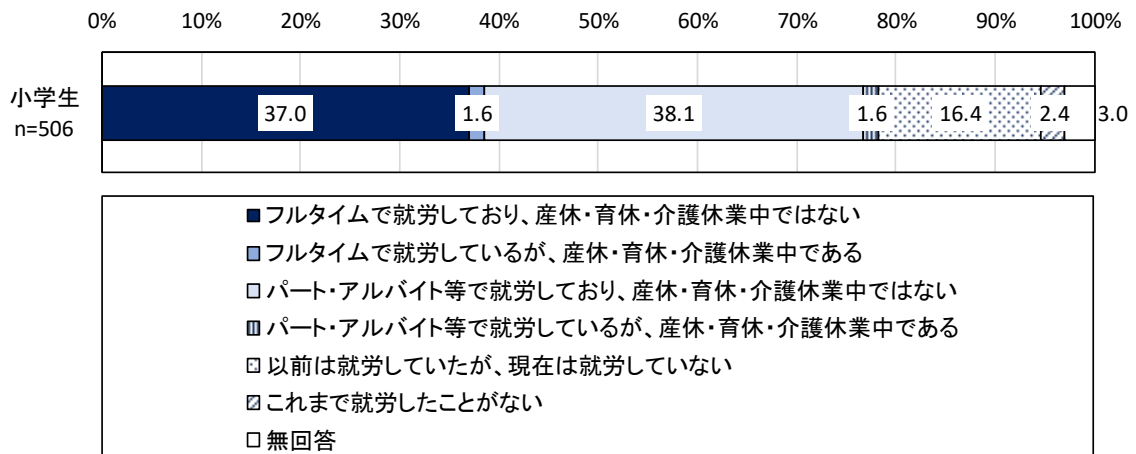 0% 10% 20% 30% 40% 50% 60% 70% 80% 90% 100%
小学生
n=506
37.0 1.6 38.1 1.6 16.4 2.4 3.0
フルタイムで就労しており、産休・育休・介護休業中ではない
フルタイムで就労しているが、産休・育休・介護休業中である
パート・アルバイト等で就労しており、産休・育休・介護休業中ではない
パート・アルバイト等で就労しているが、産休・育休・介護休業中である
以前は就労していたが、現在は就労していない
これまで就労したことがない
無回答